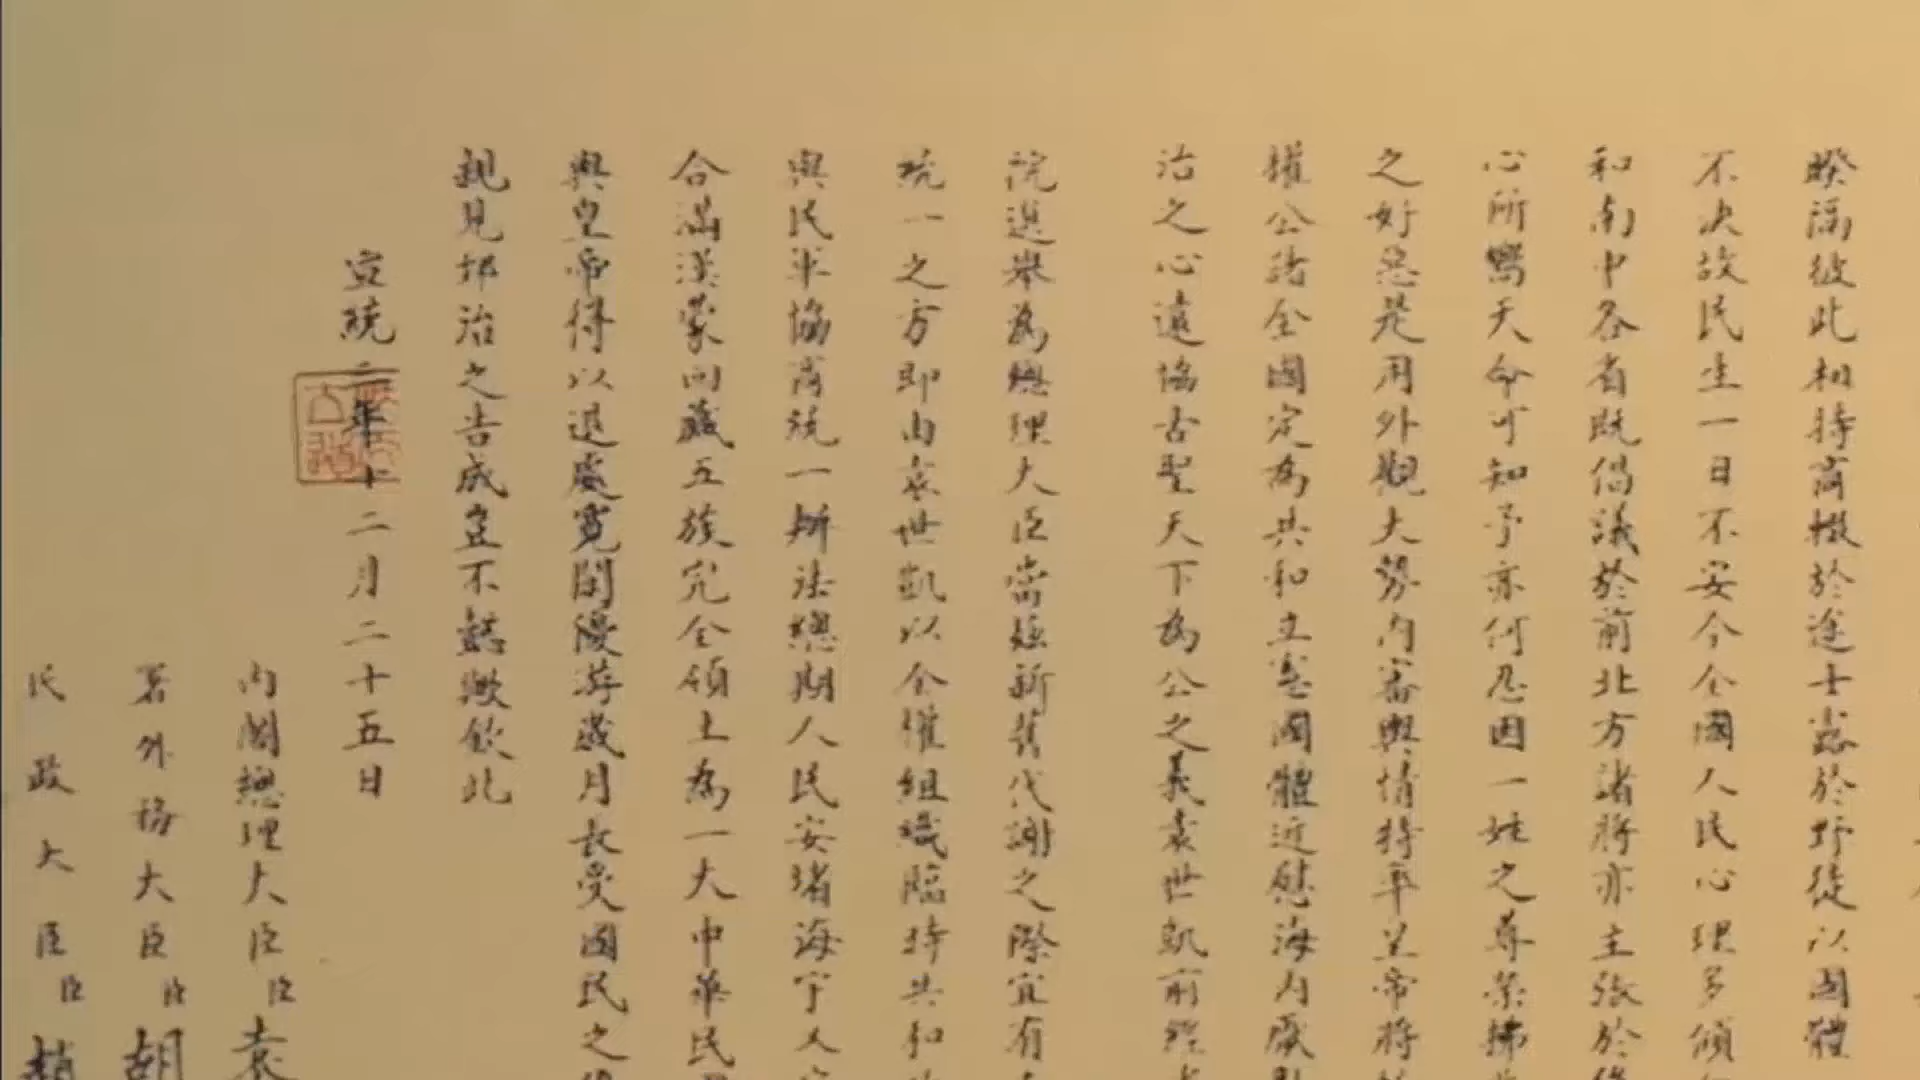 睽隔彼此相持商輟於途士露於野徒以國體
不決故民生一日不安今全國人民心理多傾
和南中各省既倡議於前北方諸將亦主張於
心所嚮天命可知予亦何忍因一姓之尊榮拂
之好惡是用外觀大勢內審輿情特率皇帝將
權公諸全國定為共和立憲國體近慰海內厭
治之心遠協古聖天下為公之義袁世凱前經
院選舉為總理大臣當茲新舊代謝之際宜有
統一之方即由袁世凱以全權組織臨時共和
與民軍協商統一辦法總期人民安堵海宇乂
合滿漢蒙回藏五族完全領土為一大中華民
與皇帝得以退處寬閒優游歲月長受國民之
親見郅治之告成豈不懿歟欽此
宣統三年十二月二十五日
內閣總理大臣臣袁
署外務大臣臣胡
民政大臣臣趙